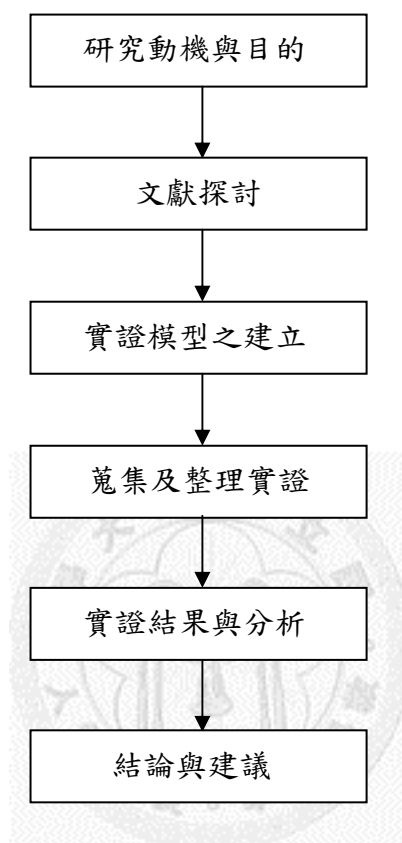 研究動機與目的
文獻探討
實證模型之建立
蒐集及整理實證
實證結果與分析
結論與建議